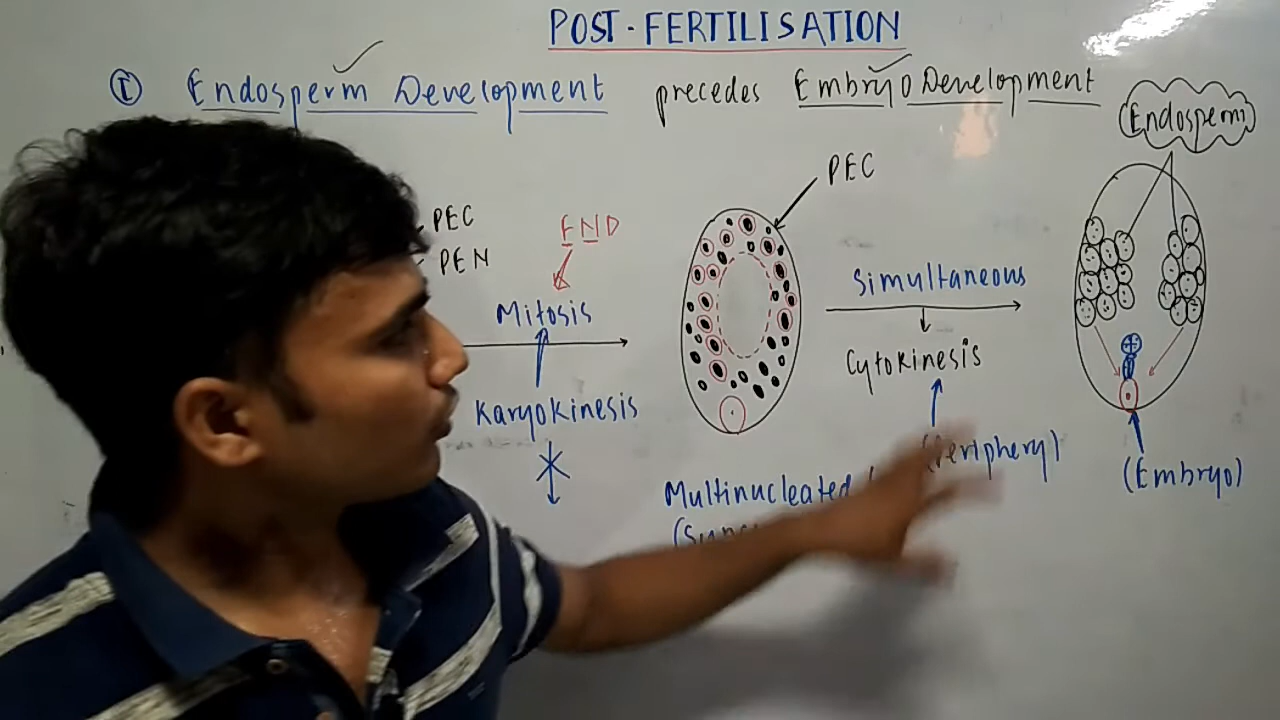 POST-FERTILISATION
I Endosperm Development precedes Embryo Development
Endosperm
PEC
PEC
PEN
FND
Mitosis
Simultaneous
Cytokinesis
Karyokinesis
(Periphery)
(Embryo)
Multinucleated